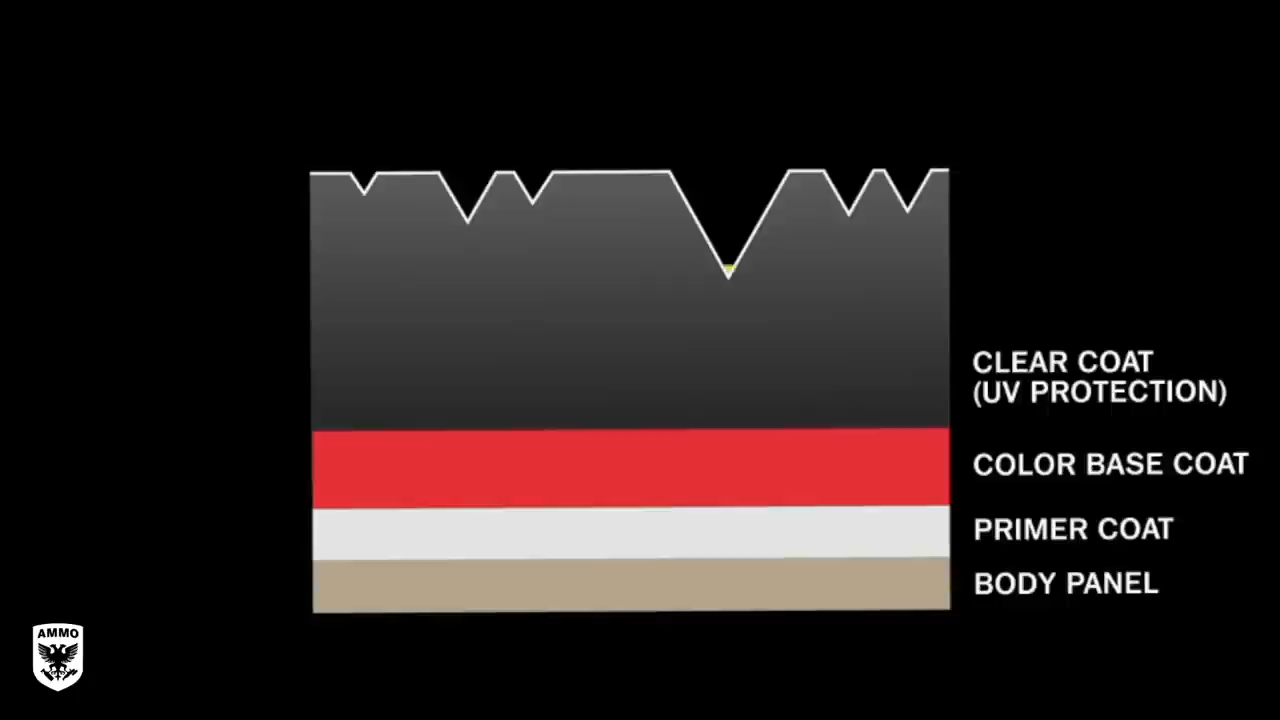 CLEAR COAT
(UV PROTECTION)
COLOR BASE COAT
PRIMER COAT
BODY PANEL
AMMO